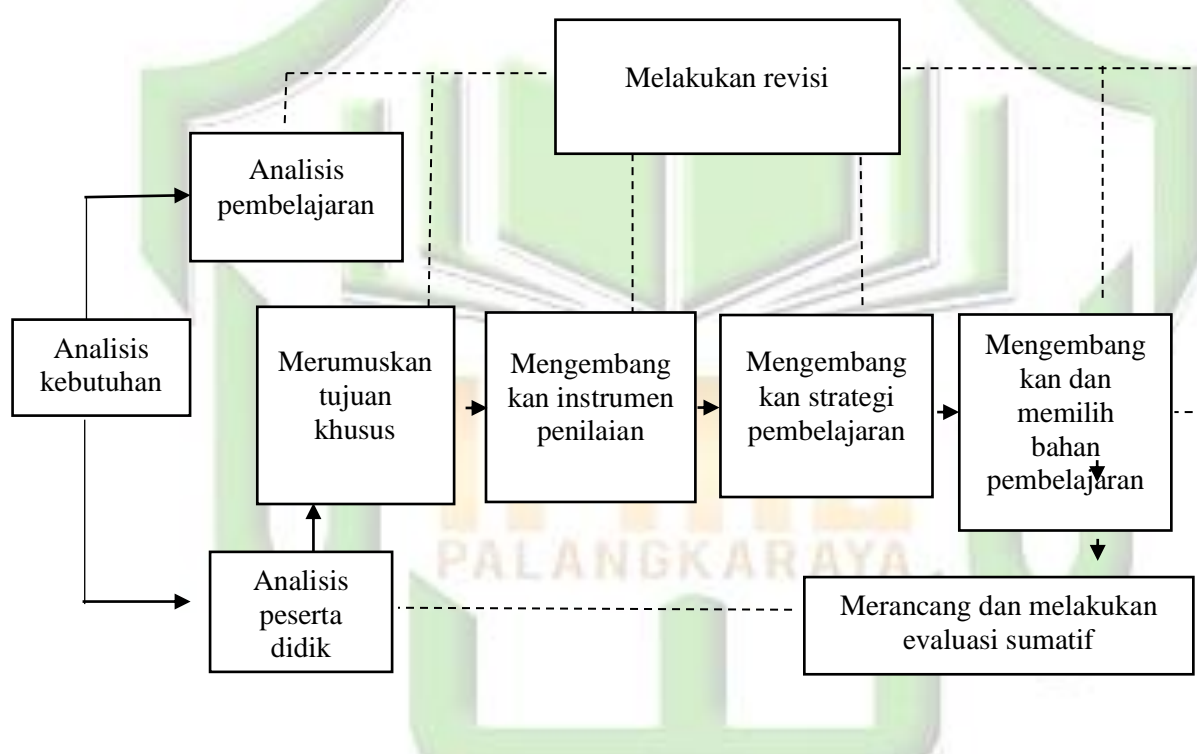 Melakukan revisi
Analisis
pembelajaran
Analisis
kebutuhan
Merumuskan
tujuan
khusus
Mengembang
kan instrumen
penilaian
Mengembang
kan strategi
pembelajaran
Mengembang
kan dan
memilih
bahan
pembelajaran
PALANGKARAYA
Analisis
peserta
didik
Merancang dan melakukan
evaluasi sumatif